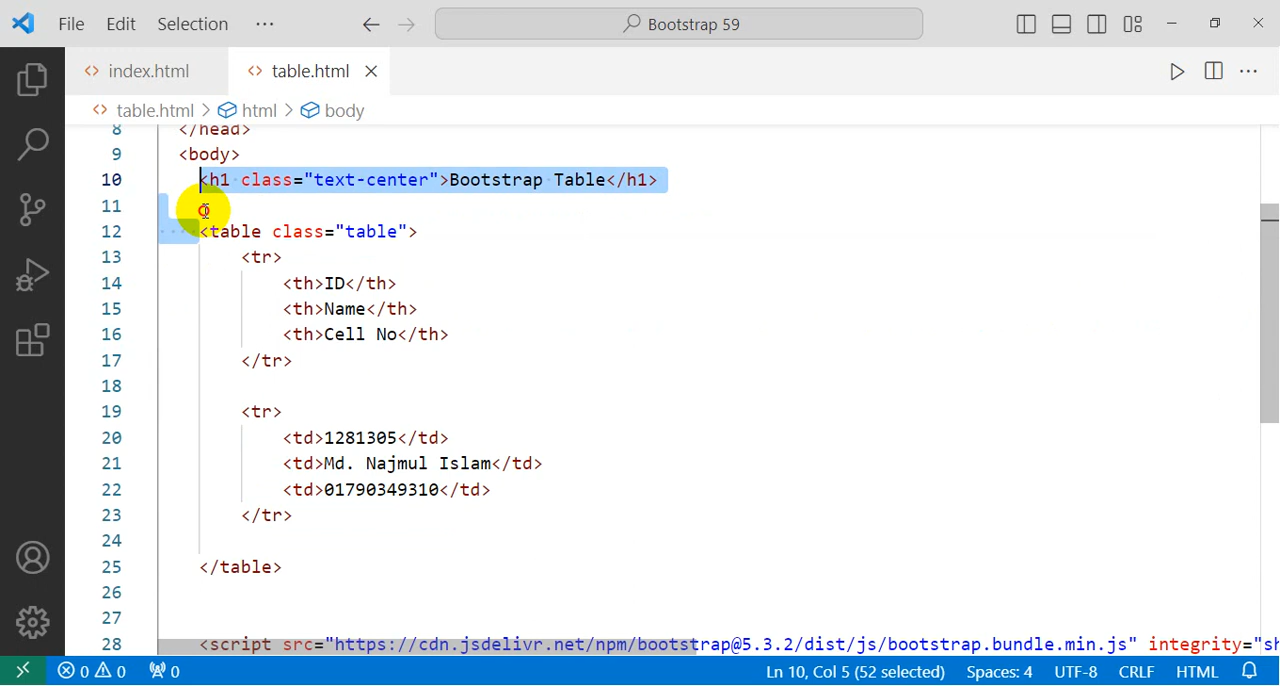 File Edit Selection ··· Bootstrap 59
index.html table.html
table.html > html > body
8 </head>
9 <body>
10 <h1 class="text-center">Bootstrap Table</h1>
11
12 <table class="table">
13 <tr>
14 <th>ID</th>
15 <th>Name</th>
16 <th>Cell No</th>
17 </tr>
18
19 <tr>
20 <td>1281305</td>
21 <td>Md. Najmul Islam</td>
22 <td>01790349310</td>
23 </tr>
24
25 </table>
26
27
28 <script src="https://cdn.jsdelivr.net/npm/bootstrap@5.3.2/dist/js/bootstrap.bundle.min.js" integrity="sh
0 0 0 Ln 10, Col 5 (52 selected) Spaces: 4 UTF-8 CRLF HTML